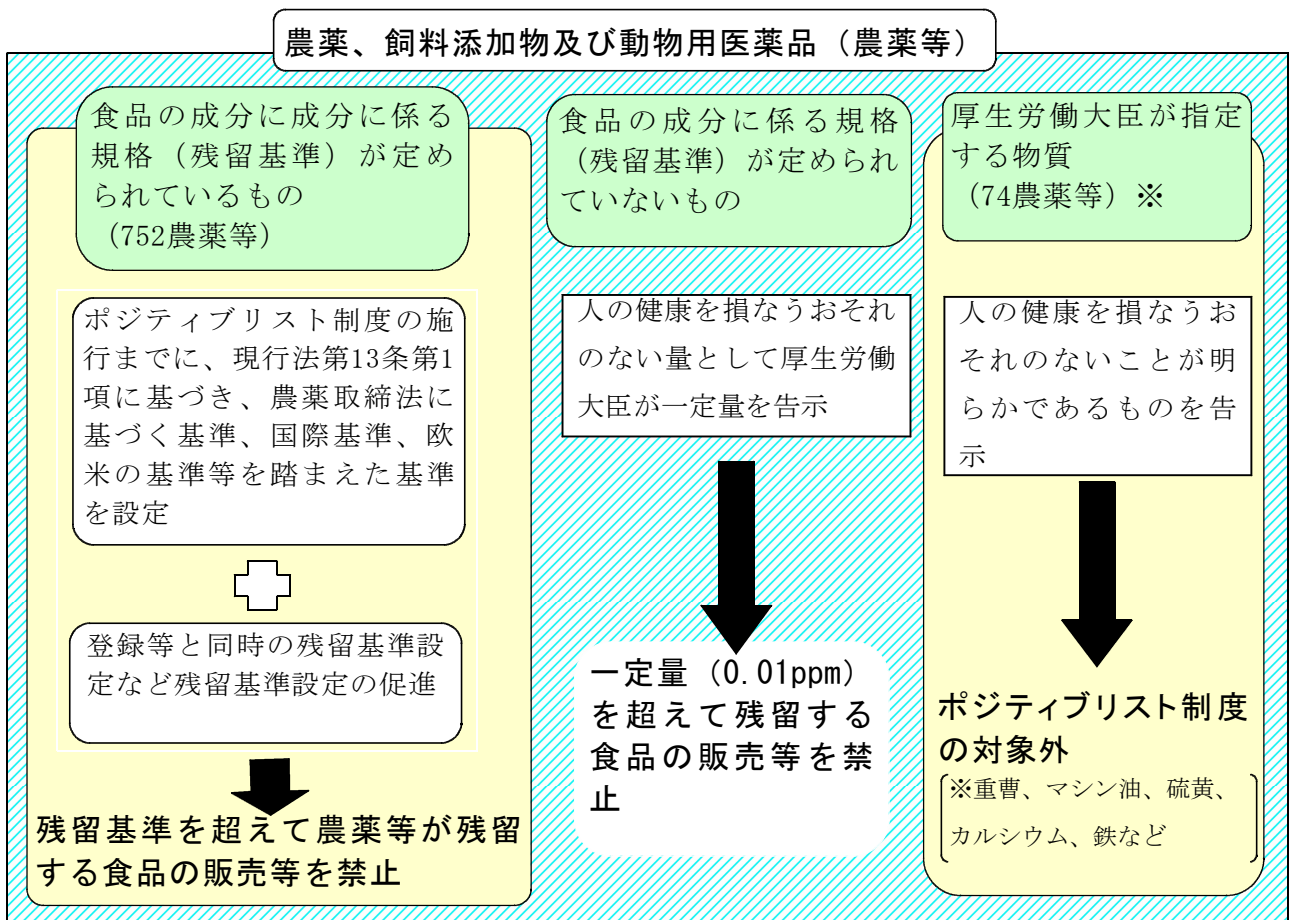 農薬、飼料添加物及び動物用医薬品（農薬等）
食品の成分に成分に係る
規格（残留基準）が定め
られているもの
（752農薬等）
ポジティブリスト制度の施
行までに、現行法第13条第1
項に基づき、農薬取締法に
基づく基準、国際基準、欧
米の基準等を踏まえた基準
を設定
登録等と同時の残留基準設
定など残留基準設定の促進
残留基準を超えて農薬等が残留
する食品の販売等を禁止
食品の成分に係る規格
（残留基準）が定められ
ていないもの
人の健康を損なうおそれ
のない量として厚生労働
大臣が一定量を告示
一定量（0.01ppm）
を超えて残留する
食品の販売等を禁
止
厚生労働大臣が指定
する物質
（74農薬等）※
人の健康を損なうお
それのないことが明
らかであるものを告
示
ポジティブリスト制度
の対象外
※重曹、マシン油、硫黄、
カルシウム、鉄など